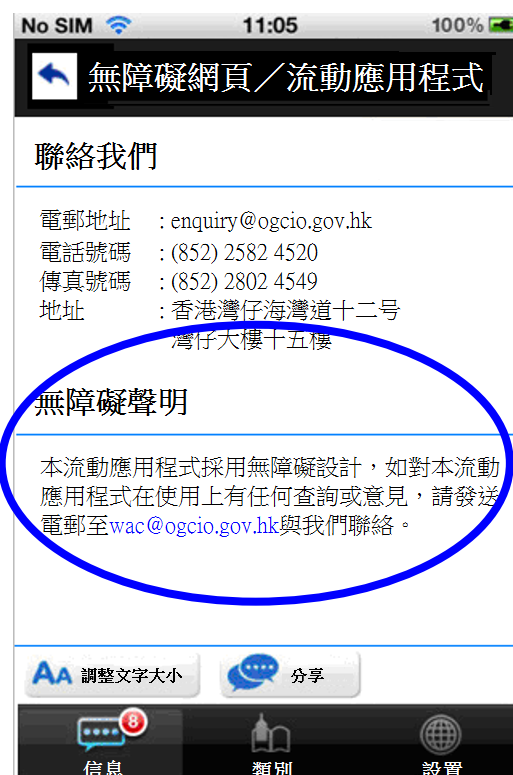 No SIM 11:05 100%
無障礙網頁／流動應用程式
聯絡我們
電郵地址 : enquiry@ogcio.gov.hk
電話號碼 : (852) 2582 4520
傳真號碼 : (852) 2802 4549
地址 : 香港灣仔海灣道十二号
灣仔大樓十五樓
無障礙聲明
本流動應用程式採用無障礙設計，如對本流動
應用程式在使用上有任何查詢或意見，請發送
電郵至wac@ogcio.gov.hk與我們聯絡。
AA 調整文字大小 分享
8
信息 類別 設置